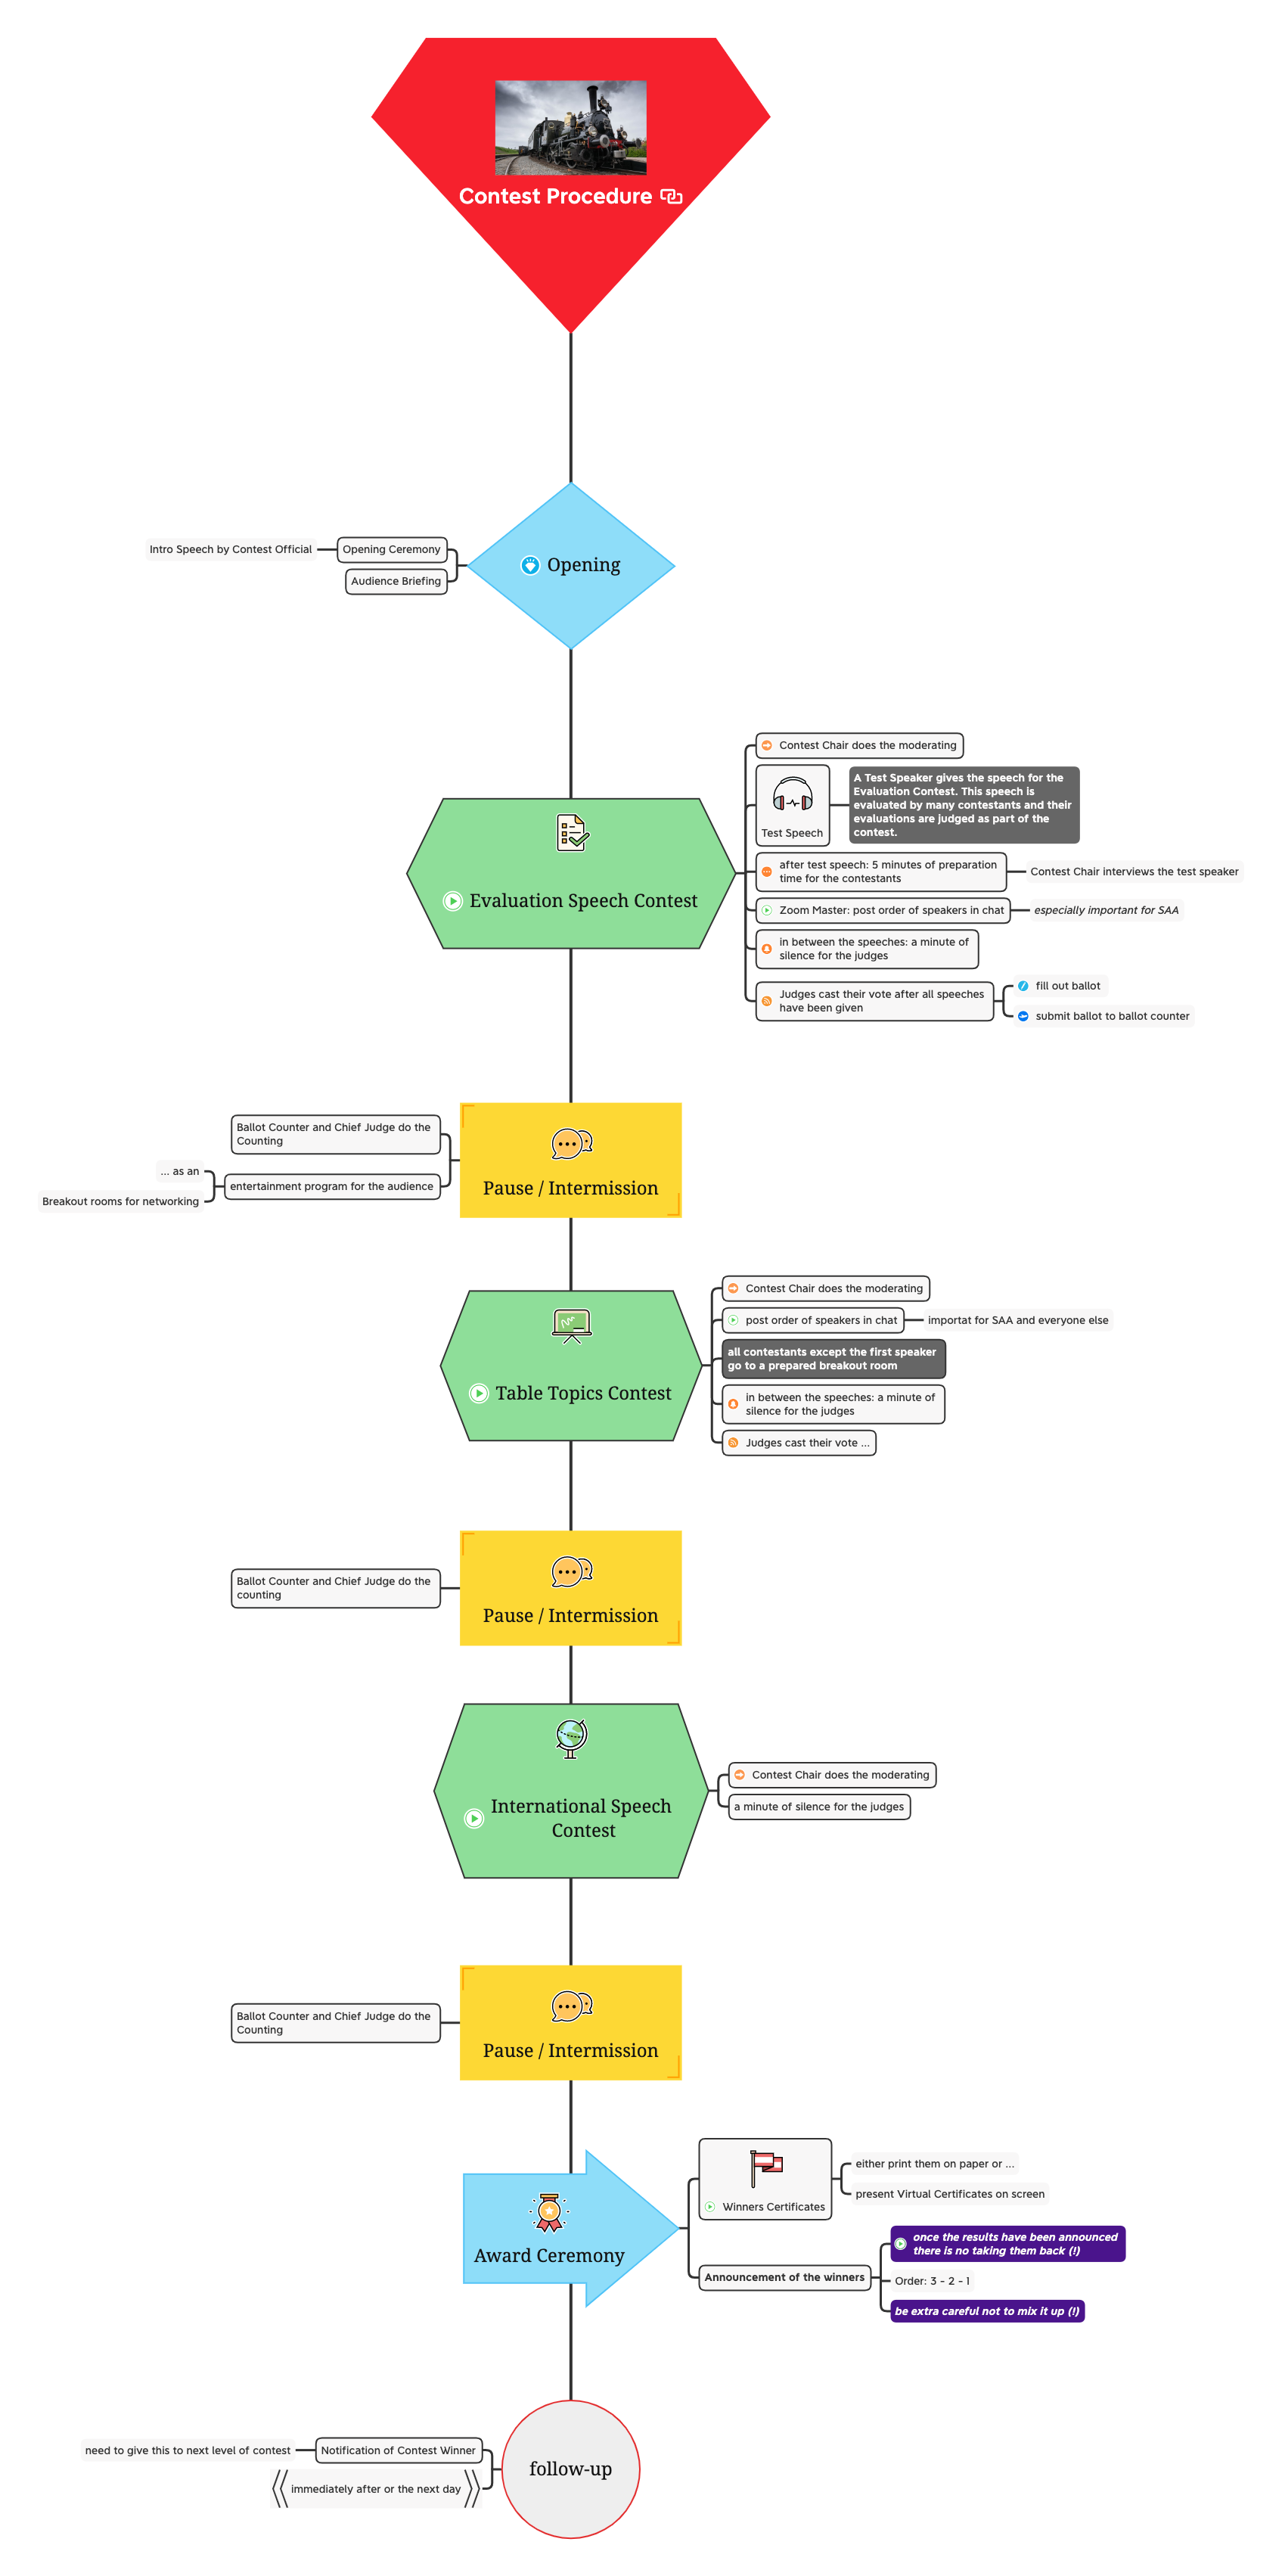 Contest Procedure
Intro Speech by Contest Official
Opening Ceremony
Audience Briefing
Opening
Evaluation Speech Contest
Contest Chair does the moderating
Test Speech
A Test Speaker gives the speech for the
Evaluation Contest. This speech is
evaluated by many contestants and their
evaluations are judged as part of the
contest.
after test speech: 5 minutes of preparation
time for the contestants
Contest Chair interviews the test speaker
Zoom Master: post order of speakers in chat
especially important for SAA
in between the speeches: a minute of
silence for the judges
Judges cast their vote after all speeches
have been given
fill out ballot
submit ballot to ballot counter
Ballot Counter and Chief Judge do the
Counting
... as an
Breakout rooms for networking
entertainment program for the audience
Pause / Intermission
Table Topics Contest
Contest Chair does the moderating
post order of speakers in chat
importat for SAA and everyone else
all contestants except the first speaker
go to a prepared breakout room
in between the speeches: a minute of
silence for the judges
Judges cast their vote ...
Ballot Counter and Chief Judge do the
counting
Pause / Intermission
International Speech
Contest
Contest Chair does the moderating
a minute of silence for the judges
Ballot Counter and Chief Judge do the
Counting
Pause / Intermission
Award Ceremony
Winners Certificates
either print them on paper or ...
present Virtual Certificates on screen
Announcement of the winners
once the results have been announced
there is no taking them back (!)
Order: 3 - 2 - 1
be extra careful not to mix it up (!)
need to give this to next level of contest
Notification of Contest Winner
immediately after or the next day
follow-up